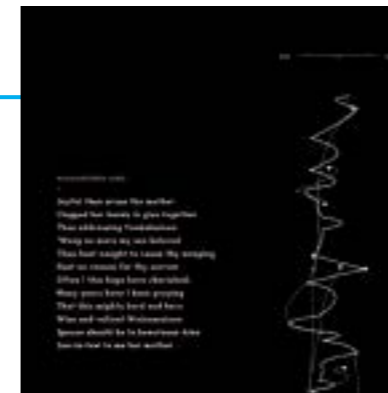 Joyful then arose the mother
Clapped her hands in glee together
Thus addressing Youkahainen:
"Weep no more my son beloved
Thou hast naught to cause thy weeping
Hast no reason for thy sorrow
Often I this hope have cherished
Many years have I been praying
That this mighty bard and hero
Wise and valiant Wainamoinen
Spouse should be to beauteous Aino
Son-in-law to me her mother